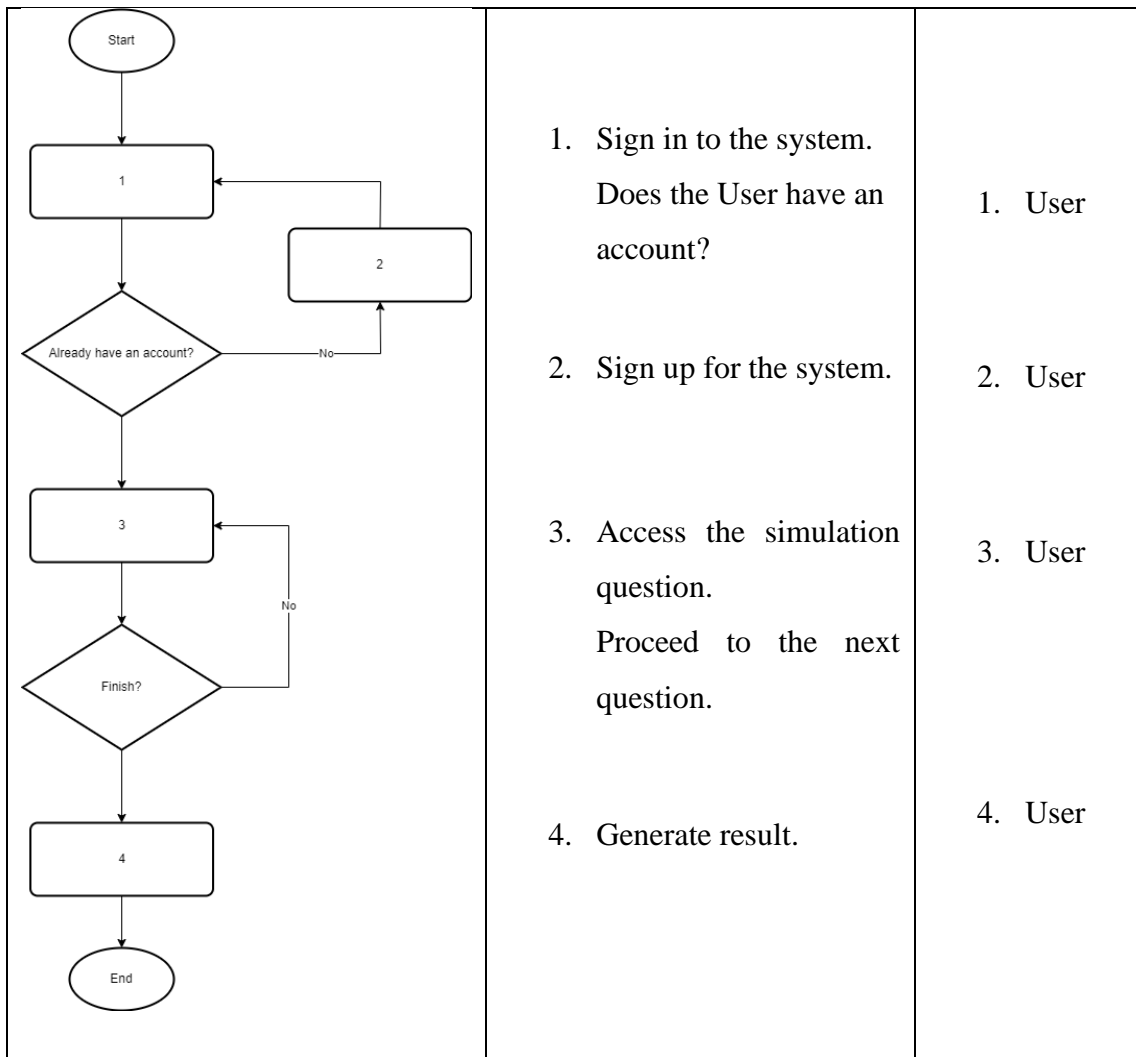 Start
1
2
Already have an account?
No
3
No
Finish?
4
End
1. Sign in to the system.
Does the User have an
account?
2. Sign up for the system.
3. Access the simulation
question.
Proceed to the next
question.
4. Generate result.
1. User
2. User
3. User
4. User